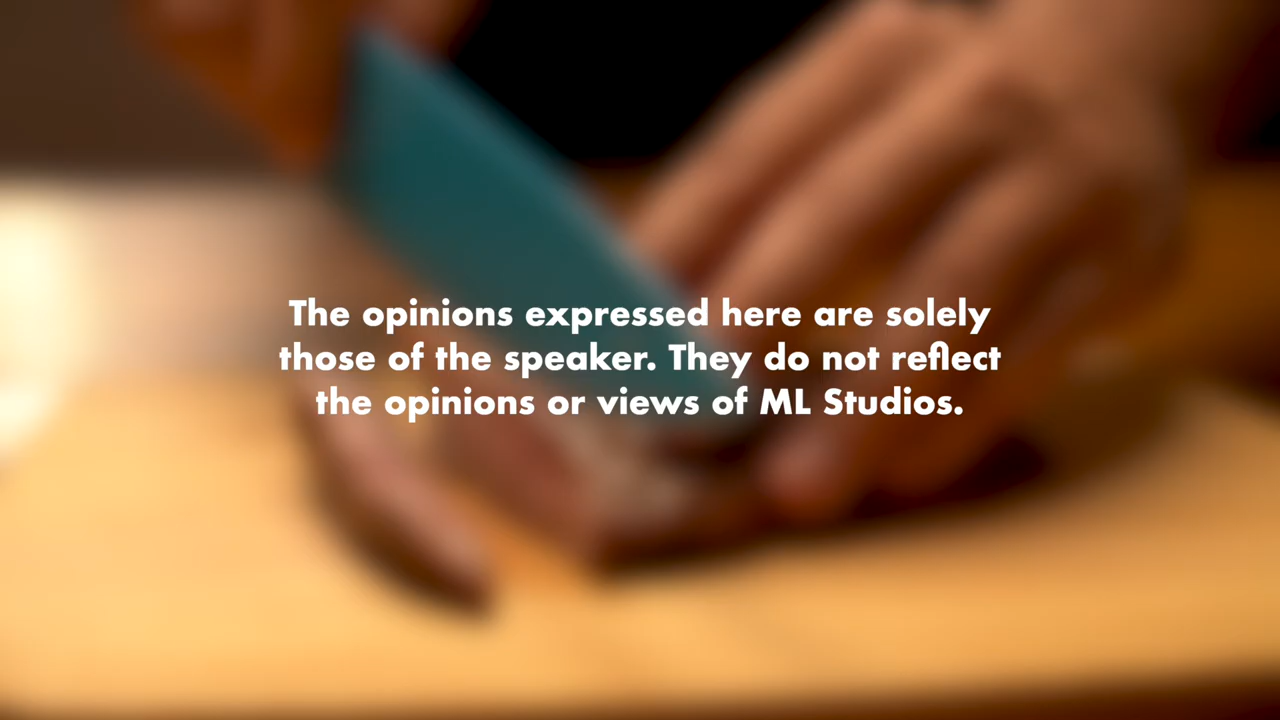 The opinions expressed here are solely
those of the speaker. They do not reflect
the opinions or views of ML Studios.